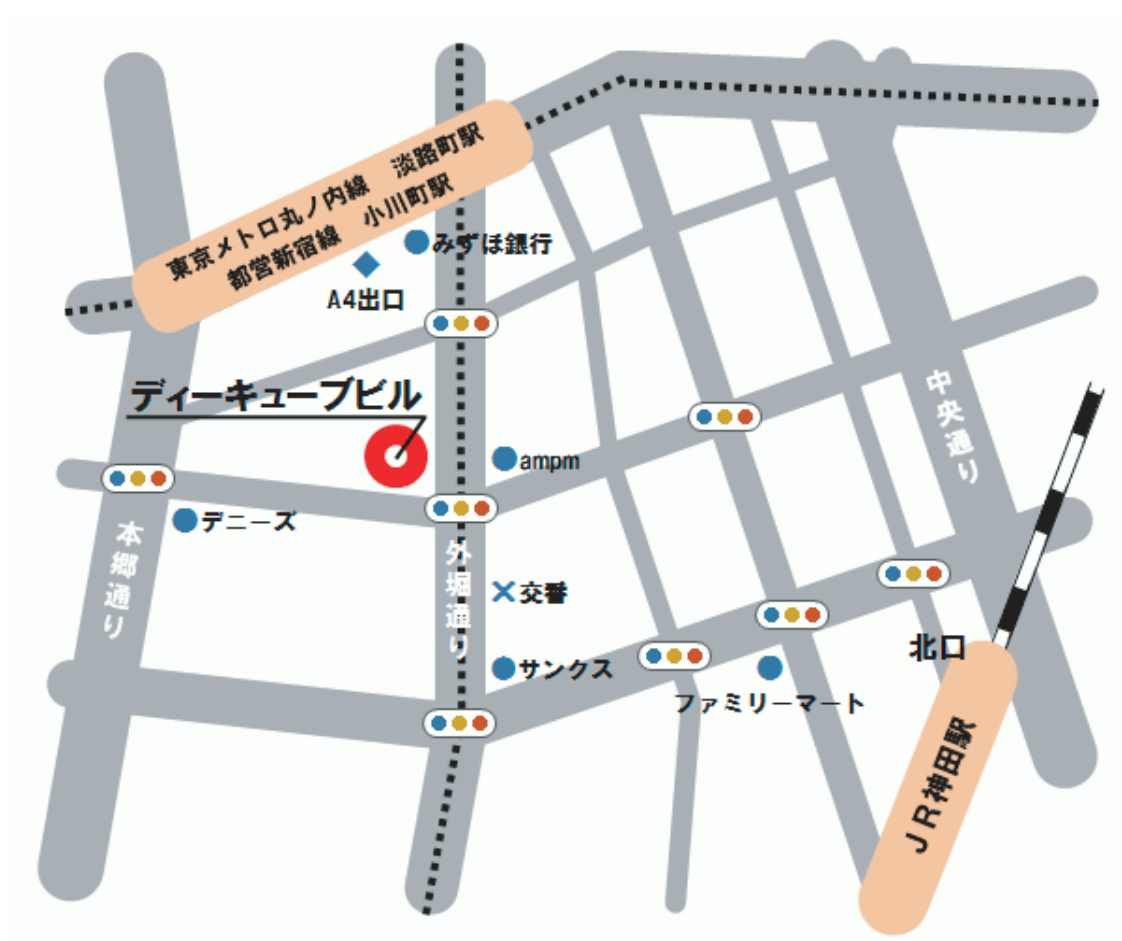 東京メトロ丸ノ内線　淡路町駅
都営新宿線　小川町駅
みずほ銀行
A4出口
ディーキューブビル
中央通り
ampm
デニーズ
本郷通り
外堀通り
交番
サンクス
北口
ファミリーマート
JR神田駅